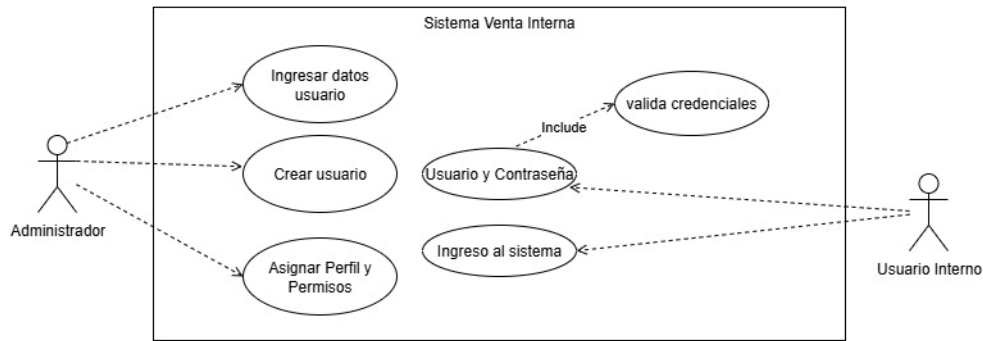 Sistema Venta Interna
Ingresar datos
usuario
valida credenciales
Include
Crear usuario
Usuario y Contraseña
Administrador
Ingreso al sistema
Asignar Perfil y
Permisos
Usuario Interno